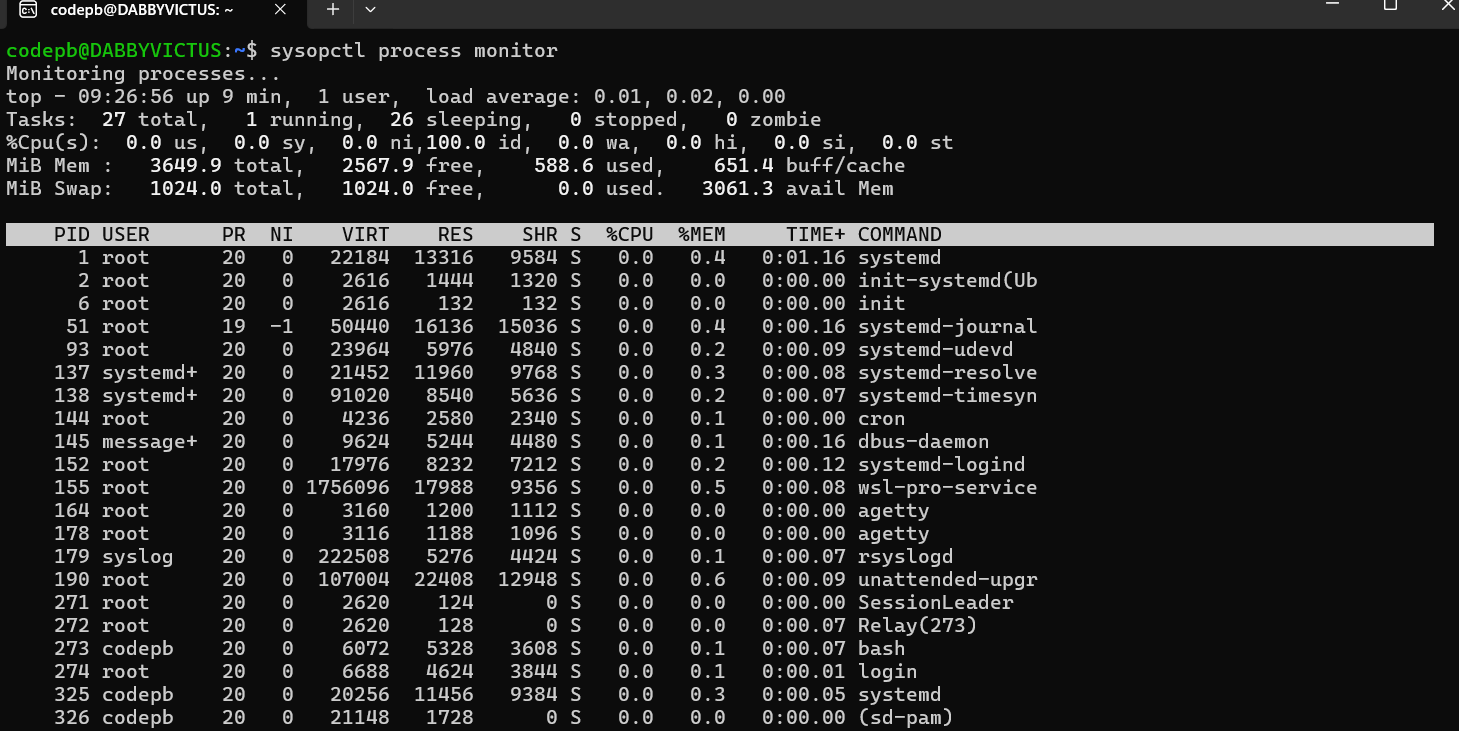 codepb@DABBYVICTUS: ~
codepb@DABBYVICTUS:~$ sysopctl process monitor
Monitoring processes...
top - 09:26:56 up 9 min,  1 user,  load average: 0.01, 0.02, 0.00
Tasks:  27 total,   1 running,  26 sleeping,   0 stopped,   0 zombie
%Cpu(s):  0.0 us,  0.0 sy,  0.0 ni,100.0 id,  0.0 wa,  0.0 hi,  0.0 si,  0.0 st
MiB Mem :   3649.9 total,   2567.9 free,    588.6 used,    651.4 buff/cache
MiB Swap:   1024.0 total,   1024.0 free,      0.0 used.   3061.3 avail Mem
PID USER      PR  NI    VIRT    RES    SHR S  %CPU  %MEM     TIME+ COMMAND
1 root      20   0   22184  13316   9584 S   0.0   0.4   0:01.16 systemd
2 root      20   0    2616   1444   1320 S   0.0   0.0   0:00.00 init-systemd(Ub
6 root      20   0    2616    132    132 S   0.0   0.0   0:00.00 init
51 root      19  -1   50440  16136  15036 S   0.0   0.4   0:00.16 systemd-journal
93 root      20   0   23964   5976   4840 S   0.0   0.2   0:00.09 systemd-udevd
137 systemd+  20   0   21452  11960   9768 S   0.0   0.3   0:00.08 systemd-resolve
138 systemd+  20   0   91020   8540   5636 S   0.0   0.2   0:00.07 systemd-timesyn
144 root      20   0    4236   2580   2340 S   0.0   0.1   0:00.00 cron
145 message+  20   0    9624   5244   4480 S   0.0   0.1   0:00.16 dbus-daemon
152 root      20   0   17976   8232   7212 S   0.0   0.2   0:00.12 systemd-logind
155 root      20   0 1756096  17988   9356 S   0.0   0.5   0:00.08 wsl-pro-service
164 root      20   0    3160   1200   1112 S   0.0   0.0   0:00.00 agetty
178 root      20   0    3116   1188   1096 S   0.0   0.0   0:00.00 agetty
179 syslog    20   0  222508   5276   4424 S   0.0   0.1   0:00.07 rsyslogd
190 root      20   0  107004  22408  12948 S   0.0   0.6   0:00.09 unattended-upgr
271 root      20   0    2620    124      0 S   0.0   0.0   0:00.00 SessionLeader
272 root      20   0    2620    128      0 S   0.0   0.0   0:00.07 Relay(273)
273 codepb    20   0    6072   5328   3608 S   0.0   0.1   0:00.07 bash
274 root      20   0    6688   4624   3844 S   0.0   0.1   0:00.01 login
325 codepb    20   0   20256  11456   9384 S   0.0   0.3   0:00.05 systemd
326 codepb    20   0   21148   1728      0 S   0.0   0.0   0:00.00 (sd-pam)